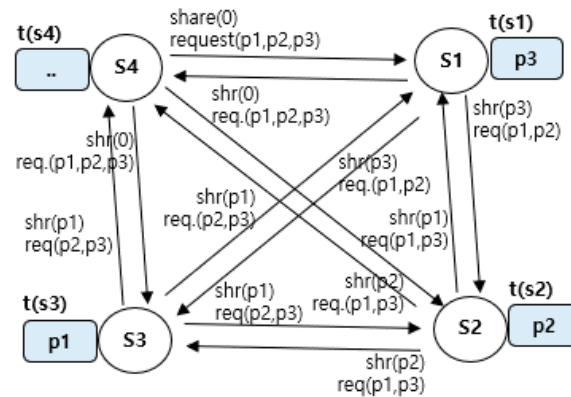 t(s4)
..
S4
share(0)
request(p1,p2,p3)
t(s1)
S1
p3
shr(0)
req.(p1,p2,p3)
shr(p3)
req(p1,p2)
shr(0)
req.(p1,p2,p3)
shr(p3)
req.(p1,p2)
shr(p1)
req.(p2,p3)
shr(p1)
req(p2,p3)
shr(p1)
req(p1,p3)
shr(p2)
req.(p1,p3)
shr(p1)
req(p2,p3)
t(s3)
p1
S3
t(s2)
S2
p2
shr(p2)
req(p1,p3)